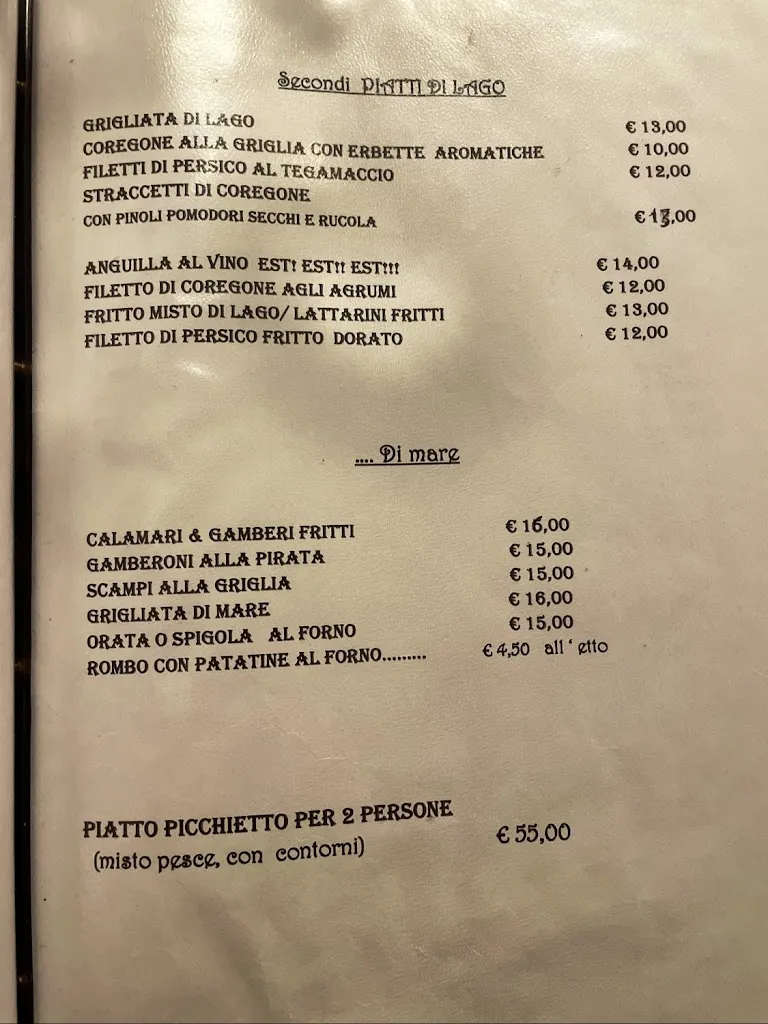 Secondi PIATTI DI LAGO
GRIGLIATA DI LAGO € 13,00
COREGONE ALLA GRIGLIA CON ERBETTE AROMATICHE € 10,00
FILETTI DI PERSICO AL TEGAMACCIO € 12,00
STRACCETTI DI COREGONE
CON PINOLI POMODORI SECCHI E RUCOLA € 13,00
ANGUILLA AL VINO EST! EST!! EST!!! € 14,00
FILETTO DI COREGONE AGLI AGRUMI € 12,00
FRITTO MISTO DI LAGO/ LATTARINI FRITTI € 13,00
FILETTO DI PERSICO FRITTO DORATO € 12,00
.... Di mare
CALAMARI & GAMBERI FRITTI € 16,00
GAMBERONI ALLA PIRATA € 15,00
SCAMPI ALLA GRIGLIA € 15,00
GRIGLIATA DI MARE € 16,00
ORATA O SPIGOLA AL FORNO € 15,00
ROMBO CON PATATINE AL FORNO......... € 4,50 all ' etto
PIATTO PICCHIETTO PER 2 PERSONE € 55,00
(misto pesce, con contorni)